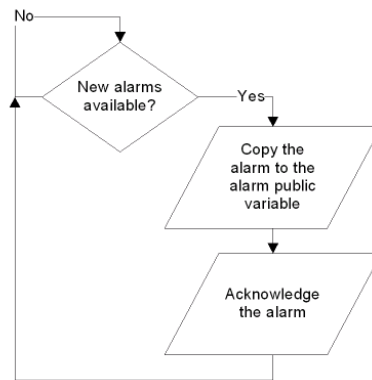 No
New alarms
available?
Yes
Copy the
alarm to the
alarm public
variable
Acknowledge
the alarm